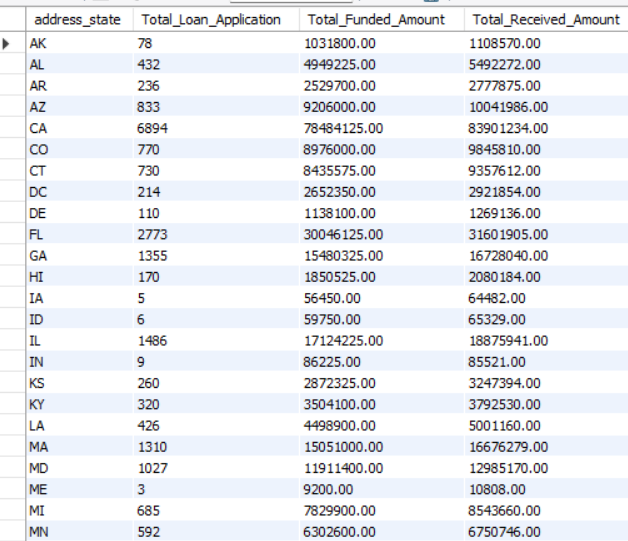 address_state Total_Loan_Application Total_Funded_Amount Total_Received_Amount
AK 78 1031800.00 1108570.00
AL 432 4949225.00 5492272.00
AR 236 2529700.00 2777875.00
AZ 833 9206000.00 10041986.00
CA 6894 78484125.00 83901234.00
CO 770 8976000.00 9845810.00
CT 730 8435575.00 9357612.00
DC 214 2652350.00 2921854.00
DE 110 1138100.00 1269136.00
FL 2773 30046125.00 31601905.00
GA 1355 15480325.00 16728040.00
HI 170 1850525.00 2080184.00
IA 5 56450.00 64482.00
ID 6 59750.00 65329.00
IL 1486 17124225.00 18875941.00
IN 9 86225.00 85521.00
KS 260 2872325.00 3247394.00
KY 320 3504100.00 3792530.00
LA 426 4498900.00 5001160.00
MA 1310 15051000.00 16676279.00
MD 1027 11911400.00 12985170.00
ME 3 9200.00 10808.00
MI 685 7829900.00 8543660.00
MN 592 6302600.00 6750746.00